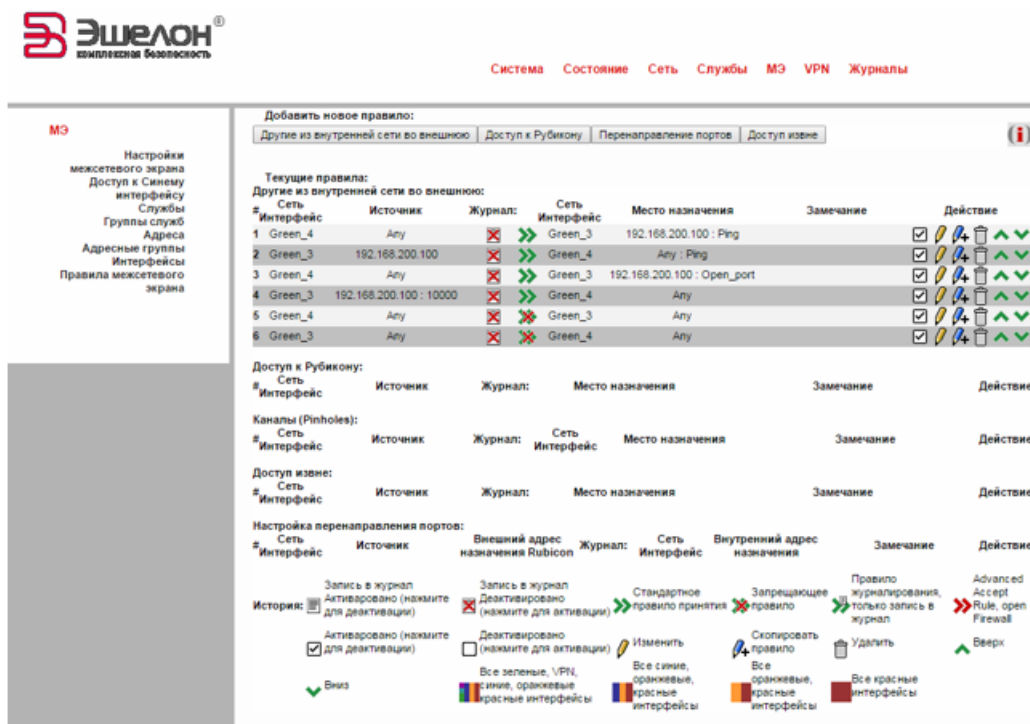 Эшелон®
комплексная безопасность
Система Состояние Сеть Службы МЭ VPN Журналы
МЭ
Настройки
межсетевого экрана
Доступ к Синему
интерфейсу
Службы
Группы служб
Адреса
Адресные группы
Интерфейсы
Правила межсетевого
экрана
Добавить новое правило:
Другие из внутренней сети во внешнюю Доступ к Рубикону Перенаправление портов Доступ извне
Текущие правила:
Другие из внутренней сети во внешнюю:
# Сеть Интерфейс Источник Журнал: Сеть Интерфейс Место назначения Замечание Действие
1 Green_4 Any Green_3 192.168.200.100 : Ping
2 Green_3 192.168.200.100 Green_4 Any : Ping
3 Green_4 Any Green_3 192.168.200.100 : Open_port
4 Green_3 192.168.200.100 : 10000 Green_4 Any
5 Green_4 Any Green_3 Any
6 Green_3 Any Green_4 Any
Доступ к Рубикону:
# Сеть Интерфейс Источник Журнал: Место назначения Замечание Действие
Каналы (Pinholes):
# Сеть Интерфейс Источник Журнал: Сеть Интерфейс Место назначения Замечание Действие
Доступ извне:
# Сеть Интерфейс Источник Журнал: Место назначения Замечание Действие
Настройка перенаправления портов:
# Сеть Интерфейс Источник Внешний адрес назначения Rubicon Журнал: Сеть Интерфейс Внутренний адрес назначения Замечание Действие
История:
Запись в журнал
Активаровано (нажмите
для деактивации)
Запись в журнал
Деактивировано
(нажмите для активации)
Стандартное
правило принятия
Запрещающее
правило
Правило
журналирования,
только запись в
журнал
Advanced
Accept
Rule, open
Firewall
Активаровано (нажмите
для деактивации)
Деактивировано
(нажмите для активации)
Изменить
Скопировать
правило
Удалить
Вверх
Вниз
Все зеленые, VPN,
синие, оранжевые
красные интерфейсы
Все синие,
оранжевые,
красные
интерфейсы
Все
оранжевые,
красные
интерфейсы
Все красные
интерфейсы